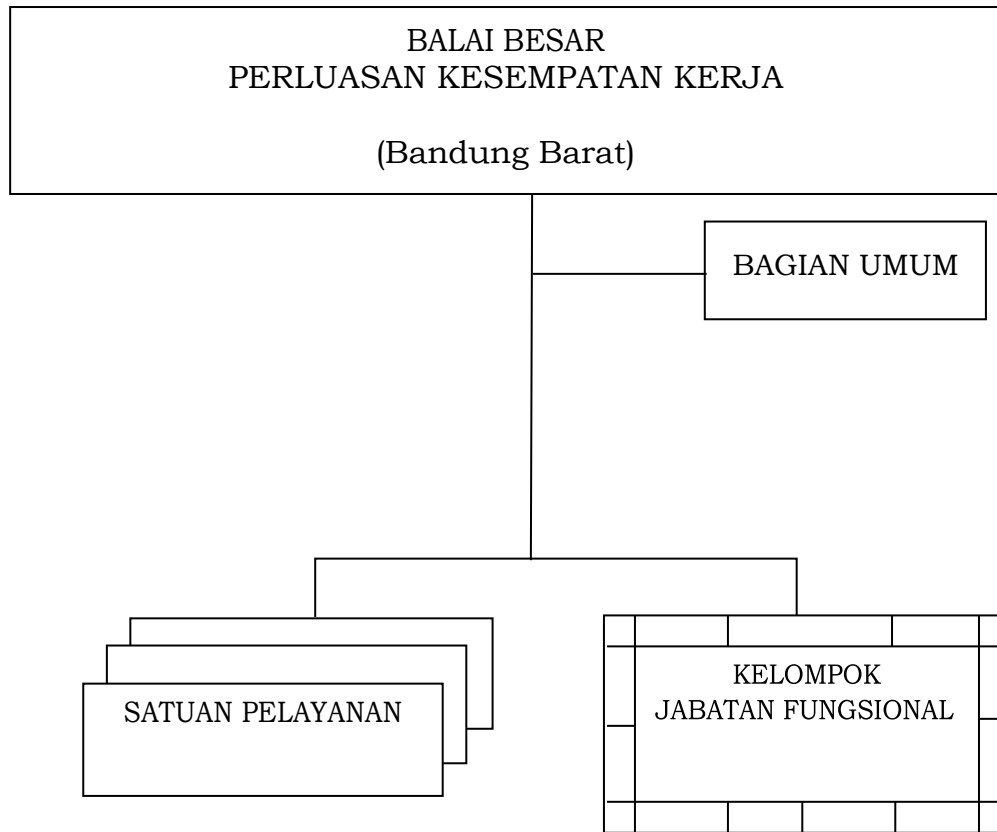 BALAI BESAR
PERLUASAN KESEMPATAN KERJA
(Bandung Barat)
BAGIAN UMUM
SATUAN PELAYANAN
KELOMPOK
JABATAN FUNGSIONAL